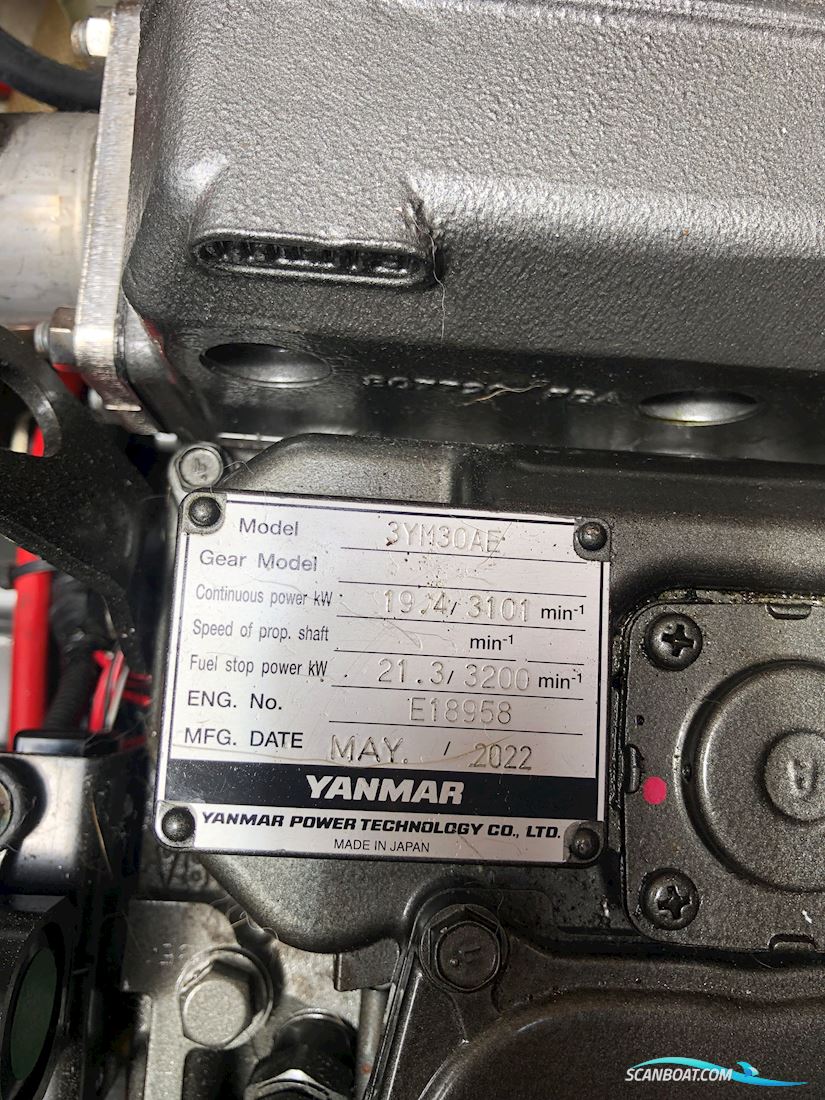 Model 3YM30AE
Gear Model
Continuous power kW 19.4 / 3101 min-1
Speed of prop. shaft min-1
Fuel stop power kW 21.3 / 3200 min-1
ENG. No. E18958
MFG. DATE MAY. / 2022
YANMAR
YANMAR POWER TECHNOLOGY CO., LTD.
MADE IN JAPAN
SCANBOAT.COM